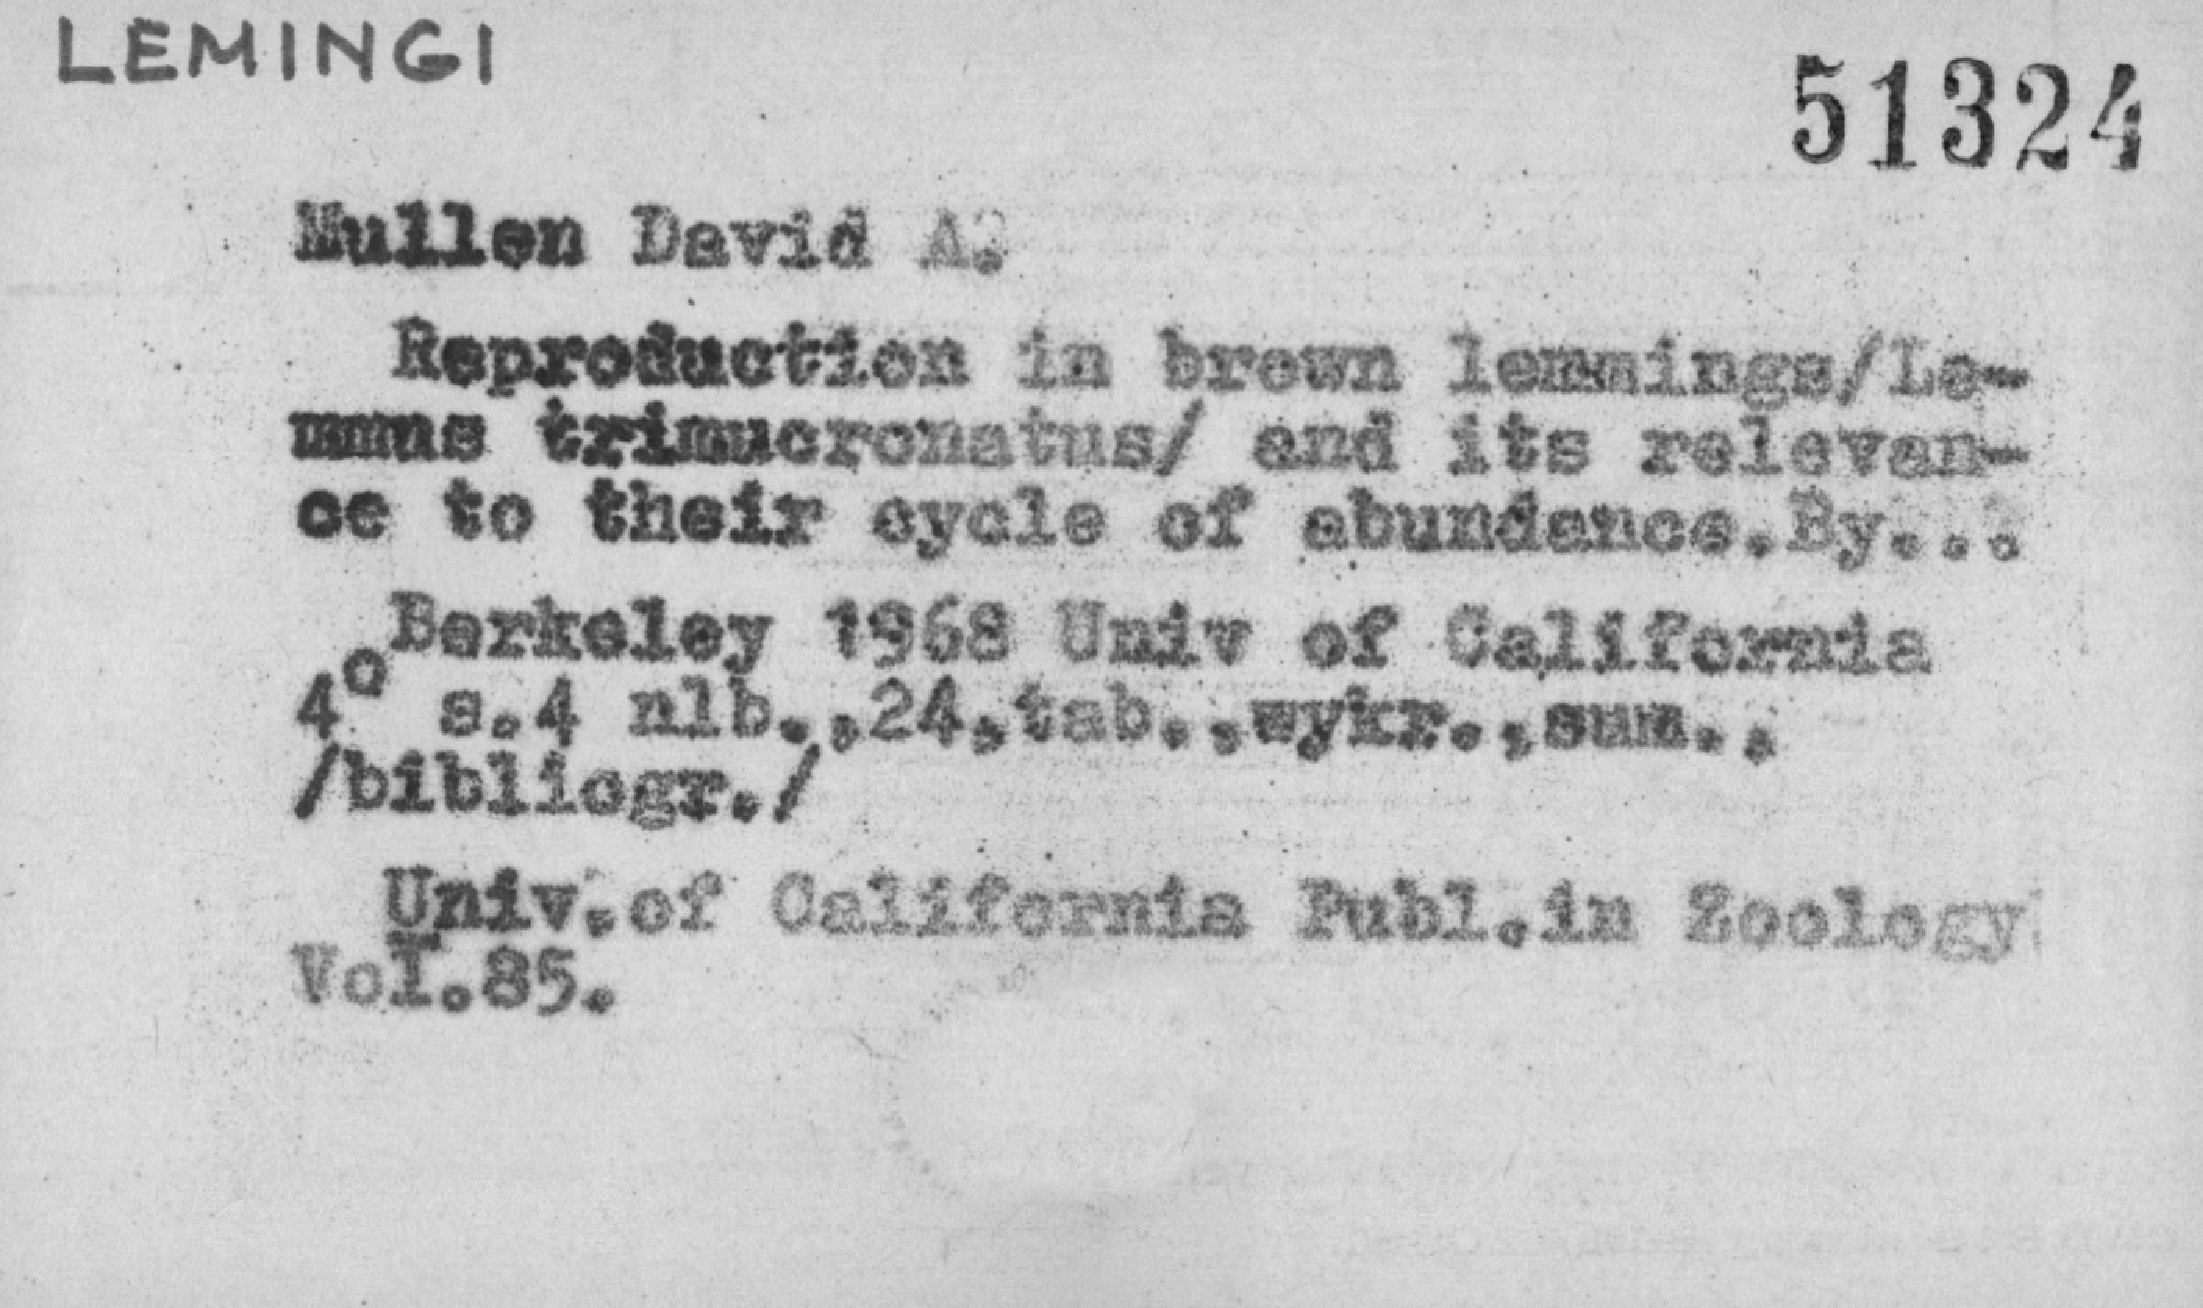 LEMINGI
51324
Mullen David A.
Reproduction in brown lemmings/Le-
mmus trimucronatus/ and its relevan-
ce to their cycle of abundance.By...
Berkeley 1968 Univ of California
4° s.4 nlb.,24,tab.,wykr.,sum.,
/bibliogr./
Univ.of California Publ.in Zoology
Vol.85.